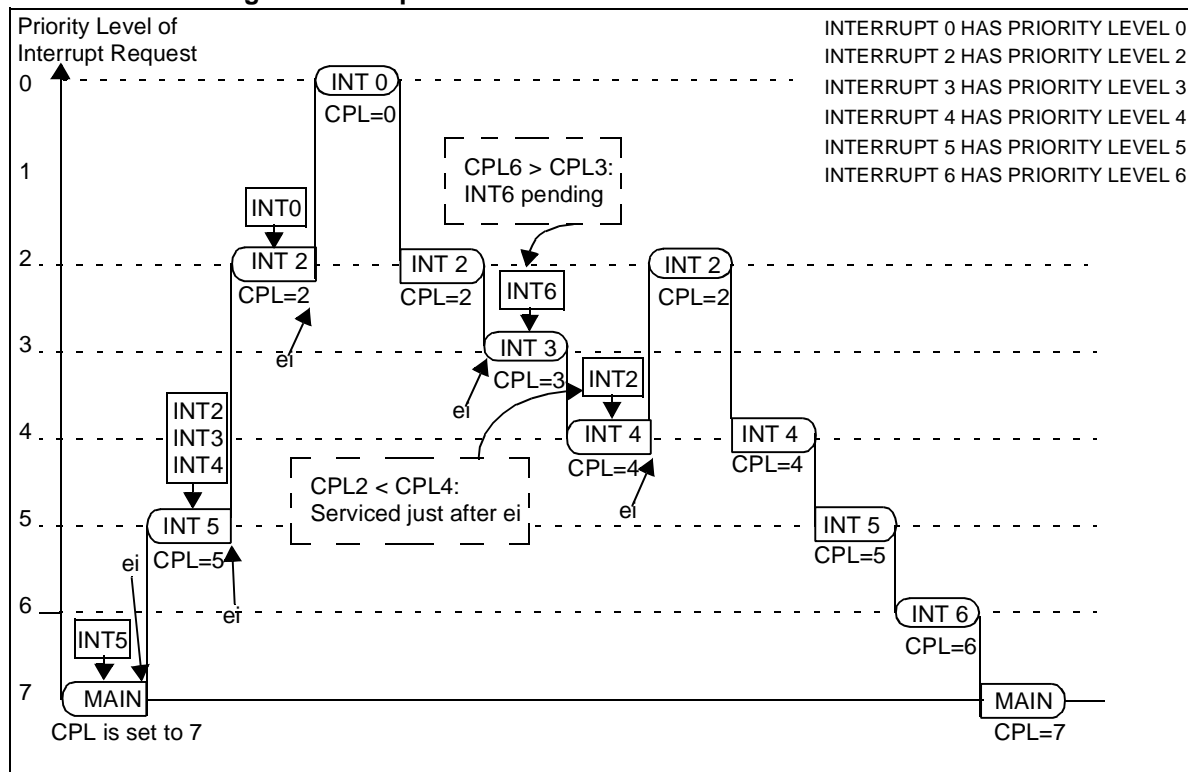 Priority Level of
Interrupt Request
INTERRUPT 0 HAS PRIORITY LEVEL 0
INTERRUPT 2 HAS PRIORITY LEVEL 2
INTERRUPT 3 HAS PRIORITY LEVEL 3
INTERRUPT 4 HAS PRIORITY LEVEL 4
INTERRUPT 5 HAS PRIORITY LEVEL 5
INTERRUPT 6 HAS PRIORITY LEVEL 6
0
INT 0
CPL=0
1
CPL6 > CPL3:
INT6 pending
INT0
2
INT 2
CPL=2
INT 2
CPL=2
INT6
INT 2
CPL=2
ei
3
INT 3
CPL=3
ei
INT2
INT2
INT3
INT4
4
INT 4
CPL=4
INT 4
CPL=4
CPL2 < CPL4:
Serviced just after ei
ei
5
INT 5
CPL=5
ei
ei
INT 5
CPL=5
6
INT5
INT 6
CPL=6
7
MAIN
CPL is set to 7
MAIN
CPL=7